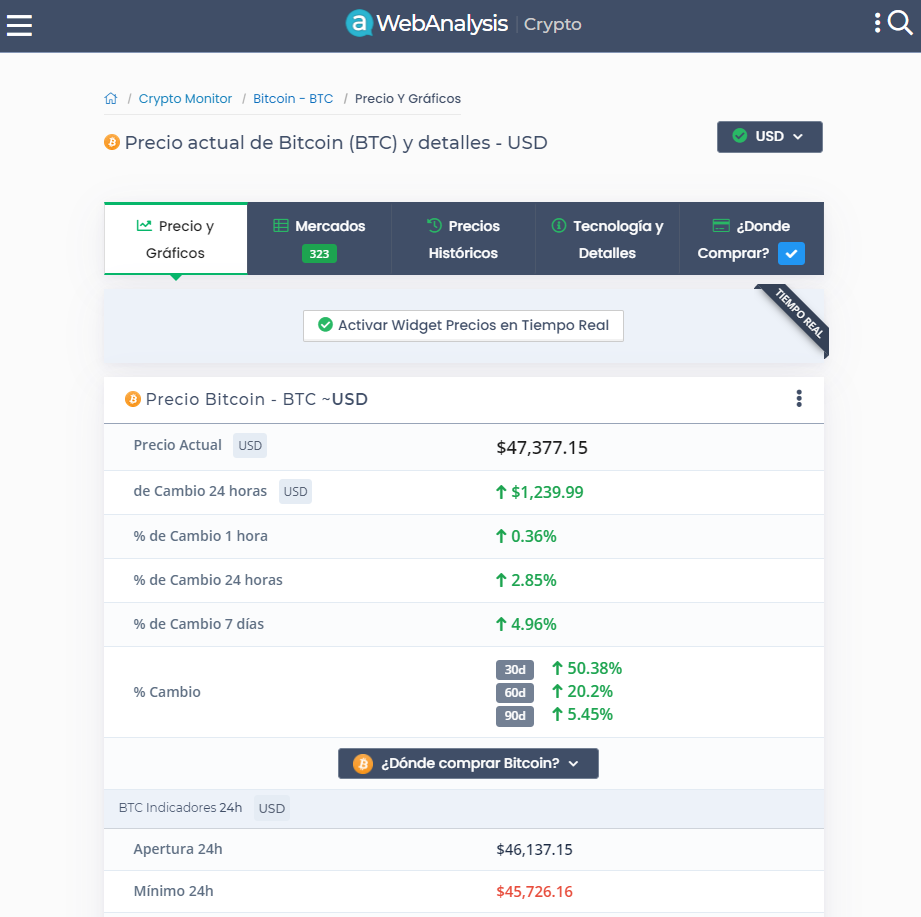 a WebAnalysis | Crypto
/ Crypto Monitor / Bitcoin - BTC / Precio Y Gráficos
Precio actual de Bitcoin (BTC) y detalles - USD
USD
Precio y
Gráficos
Mercados
323
Precios
Históricos
Tecnología y
Detalles
¿Donde
Comprar?
TIEMPO REAL
Activar Widget Precios en Tiempo Real
Precio Bitcoin - BTC ~USD
Precio Actual USD $47,377.15
de Cambio 24 horas USD $1,239.99
% de Cambio 1 hora 0.36%
% de Cambio 24 horas 2.85%
% de Cambio 7 días 4.96%
% Cambio
30d 50.38%
60d 20.2%
90d 5.45%
¿Dónde comprar Bitcoin?
BTC Indicadores 24h USD
Apertura 24h $46,137.15
Mínimo 24h $45,726.16